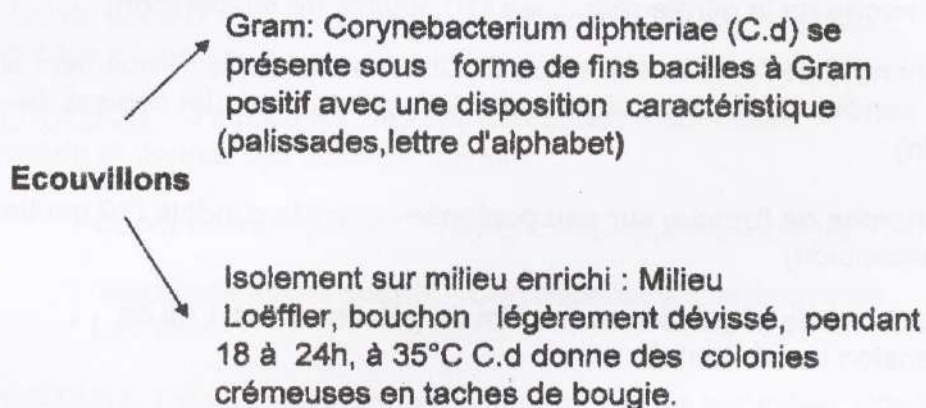 Gram: Corynebacterium diphteriae (C.d) se
présente sous forme de fins bacilles à Gram
positif avec une disposition caractéristique
(palissades,lettre d'alphabet)
Ecouvillons
Isolement sur milieu enrichi : Milieu
Loëffler, bouchon légèrement dévissé, pendant
18 à 24h, à 35°C C.d donne des colonies
crémeuses en taches de bougie.